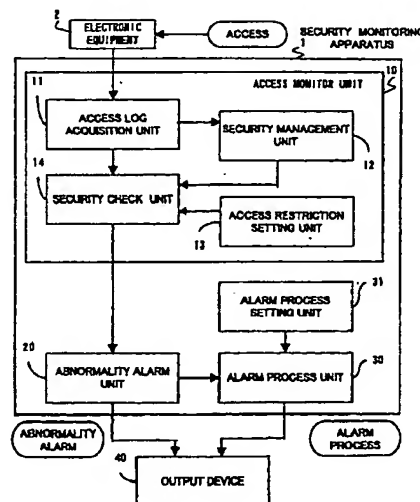 2
ELECTRONIC
EQUIPMENT
ACCESS
SECURITY MONITORING
APPARATUS
1
10
ACCESS MONITOR UNIT
11
ACCESS LOG
ACQUISITION UNIT
SECURITY MANAGEMENT
UNIT
12
14
SECURITY CHECK UNIT
ACCESS RESTRICTION
SETTING UNIT
13
31
ALARM PROCESS
SETTING UNIT
20
ABNORMALITY ALARM
UNIT
ALARM PROCESS UNIT
30
ABNORMALITY
ALARM
ALARM
PROCESS
40
OUTPUT DEVICE